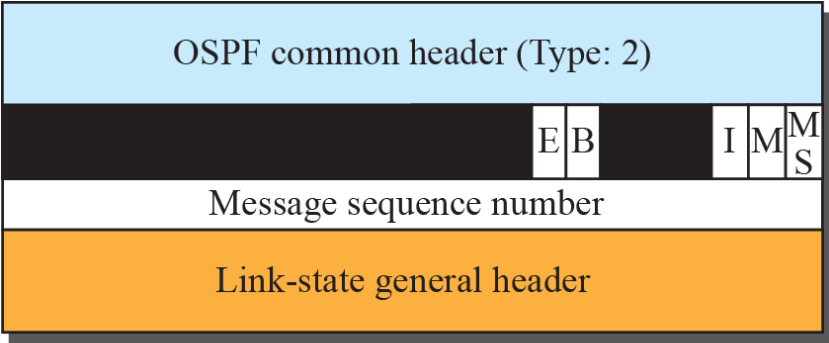 OSPF common header (Type: 2)
E B I M M
S
Message sequence number
Link-state general header